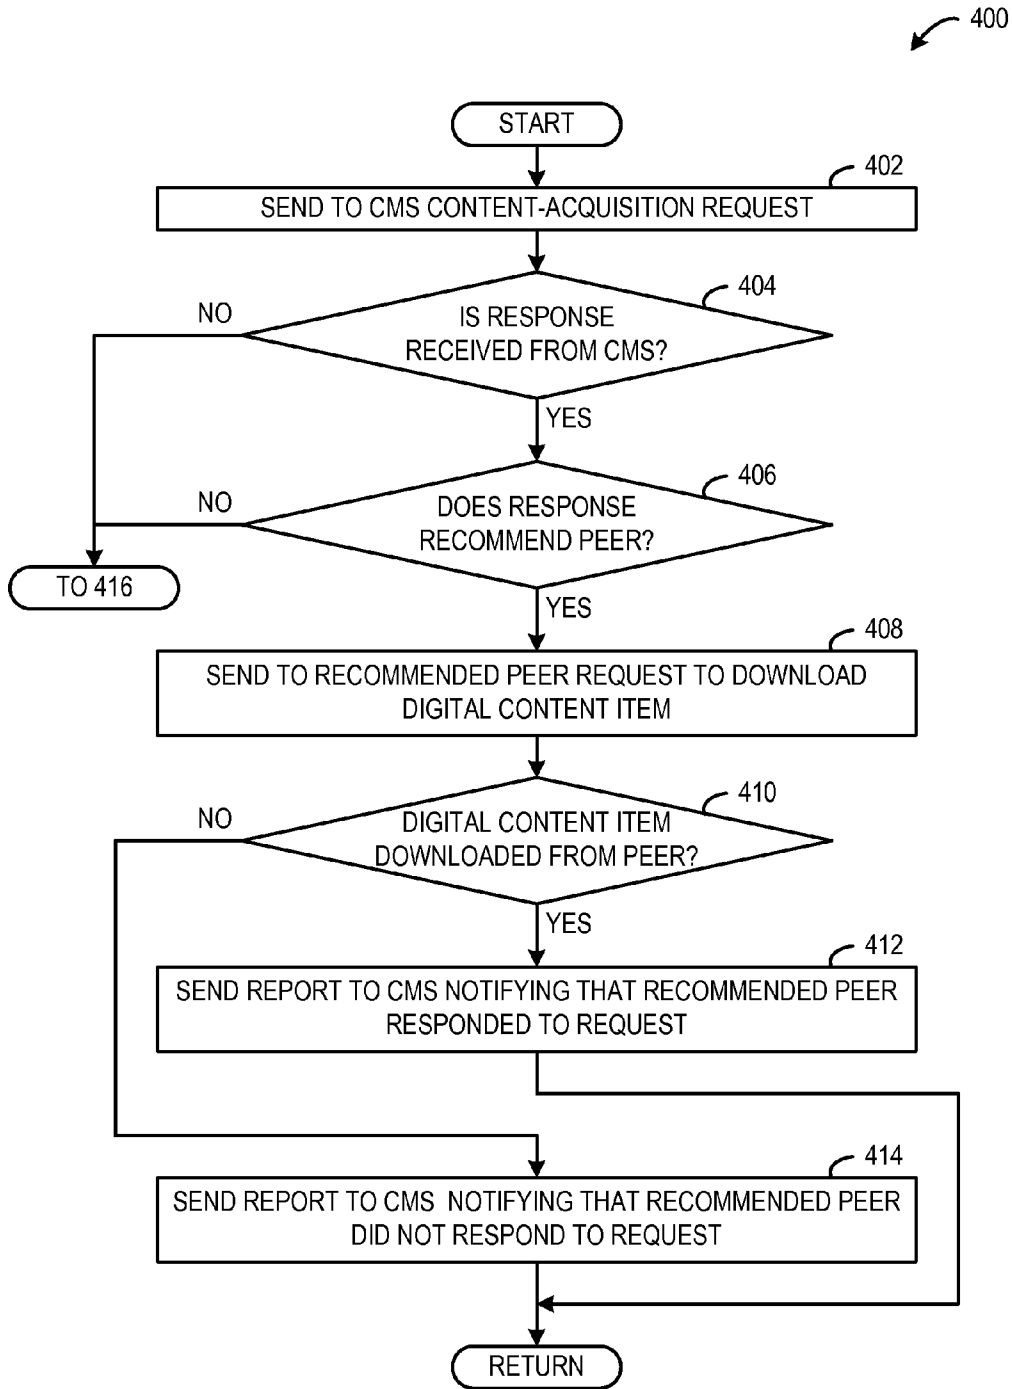 400
START
402
SEND TO CMS CONTENT-ACQUISITION REQUEST
404
NO
IS RESPONSE
RECEIVED FROM CMS?
YES
406
NO
DOES RESPONSE
RECOMMEND PEER?
TO 416
YES
408
SEND TO RECOMMENDED PEER REQUEST TO DOWNLOAD
DIGITAL CONTENT ITEM
410
NO
DIGITAL CONTENT ITEM
DOWNLOADED FROM PEER?
YES
412
SEND REPORT TO CMS NOTIFYING THAT RECOMMENDED PEER
RESPONDED TO REQUEST
414
SEND REPORT TO CMS NOTIFYING THAT RECOMMENDED PEER
DID NOT RESPOND TO REQUEST
RETURN